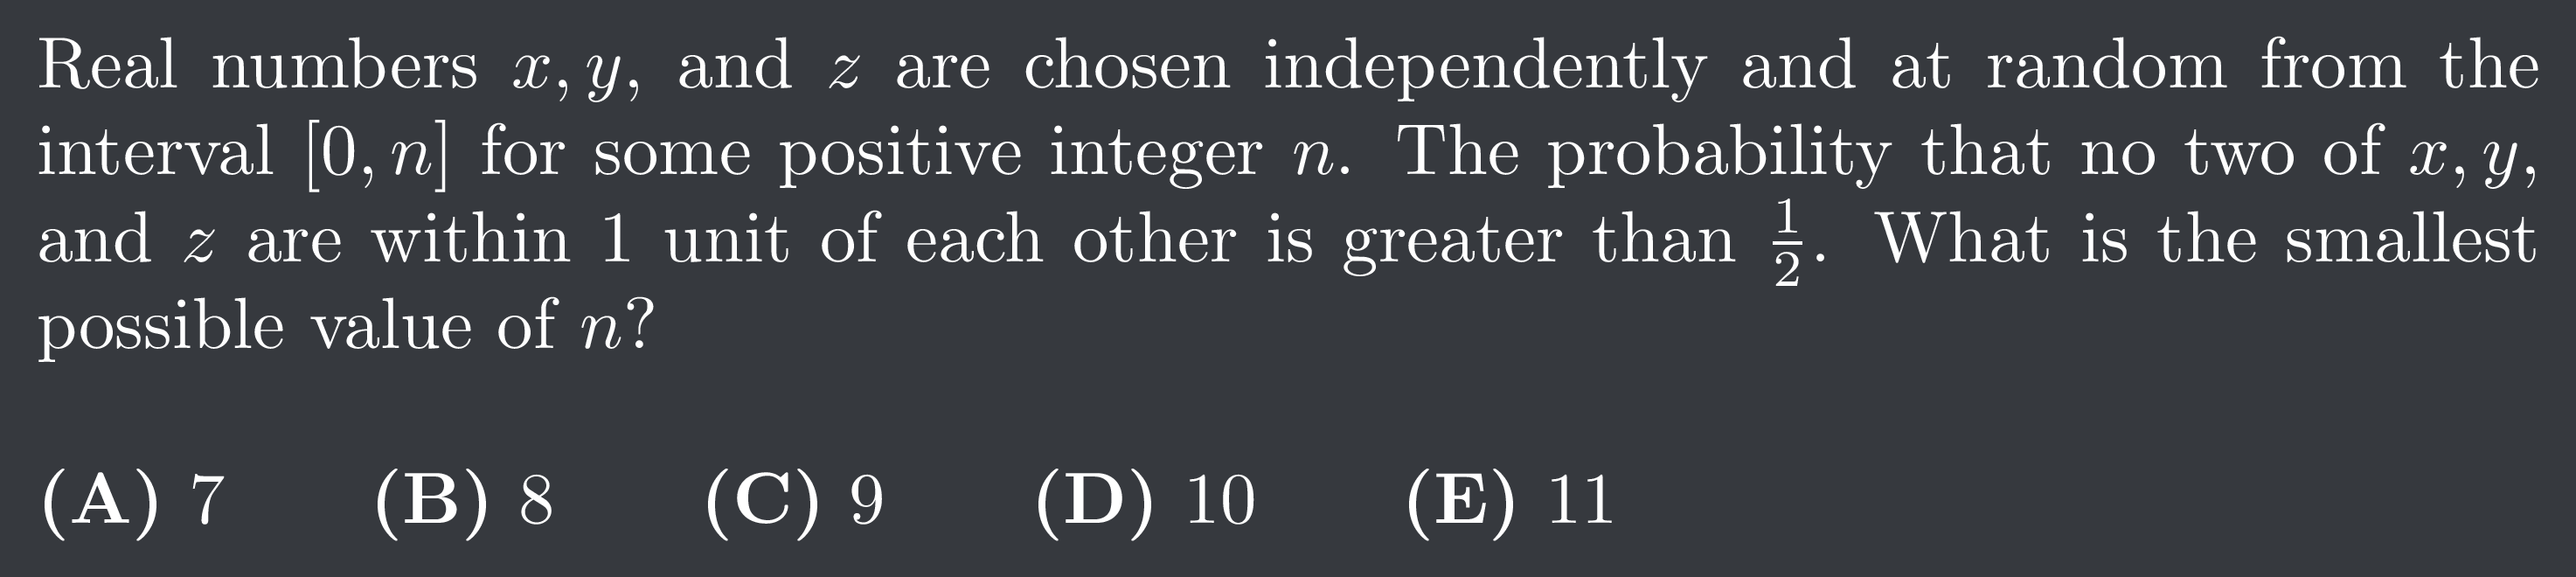 Real numbers x, y, and z are chosen independently and at random from the
interval [0, n] for some positive integer n. The probability that no two of x, y,
and z are within 1 unit of each other is greater than 1/2. What is the smallest
possible value of n?
(A) 7 (B) 8 (C) 9 (D) 10 (E) 11